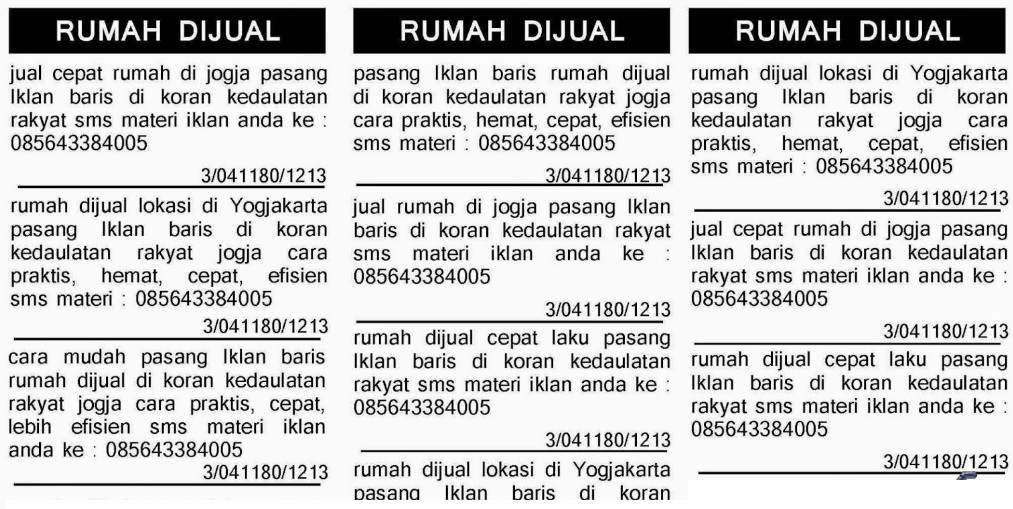 RUMAH DIJUAL
jual cepat rumah di jogja pasang
Iklan baris di koran kedaulatan
rakyat sms materi iklan anda ke :
085643384005
3/041180/1213
rumah dijual lokasi di Yogjakarta
pasang Iklan baris di koran
kedaulatan rakyat jogja cara
praktis, hemat, cepat, efisien
sms materi : 085643384005
3/041180/1213
cara mudah pasang Iklan baris
rumah dijual di koran kedaulatan
rakyat jogja cara praktis, cepat,
lebih efisien sms materi iklan
anda ke : 085643384005
3/041180/1213
RUMAH DIJUAL
pasang Iklan baris rumah dijual
di koran kedaulatan rakyat jogja
cara praktis, hemat, cepat, efisien
sms materi : 085643384005
3/041180/1213
jual rumah di jogja pasang Iklan
baris di koran kedaulatan rakyat
sms materi iklan anda ke :
085643384005
3/041180/1213
rumah dijual cepat laku pasang
Iklan baris di koran kedaulatan
rakyat sms materi iklan anda ke :
085643384005
3/041180/1213
rumah dijual lokasi di Yogjakarta
pasang Iklan baris di koran
RUMAH DIJUAL
rumah dijual lokasi di Yogjakarta
pasang Iklan baris di koran
kedaulatan rakyat jogja cara
praktis, hemat, cepat, efisien
sms materi : 085643384005
3/041180/1213
jual cepat rumah di jogja pasang
Iklan baris di koran kedaulatan
rakyat sms materi iklan anda ke :
085643384005
3/041180/1213
rumah dijual cepat laku pasang
Iklan baris di koran kedaulatan
rakyat sms materi iklan anda ke :
085643384005
3/041180/1213